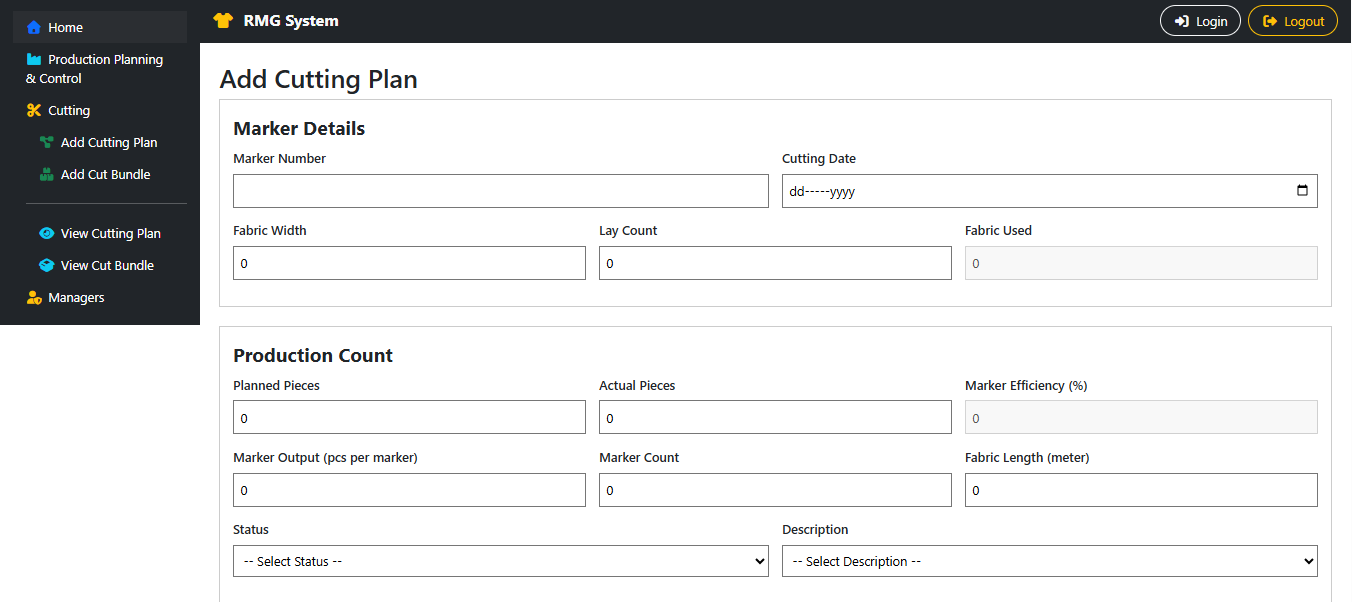 Home
RMG System
Login
Logout
Production Planning
& Control
Cutting
Add Cutting Plan
Add Cut Bundle
View Cutting Plan
View Cut Bundle
Managers
Add Cutting Plan
Marker Details
Marker Number
Cutting Date
dd-----yyyy
Fabric Width
Lay Count
Fabric Used
0
0
0
Production Count
Planned Pieces
Actual Pieces
Marker Efficiency (%)
0
0
0
Marker Output (pcs per marker)
Marker Count
Fabric Length (meter)
0
0
0
Status
Description
-- Select Status --
-- Select Description --